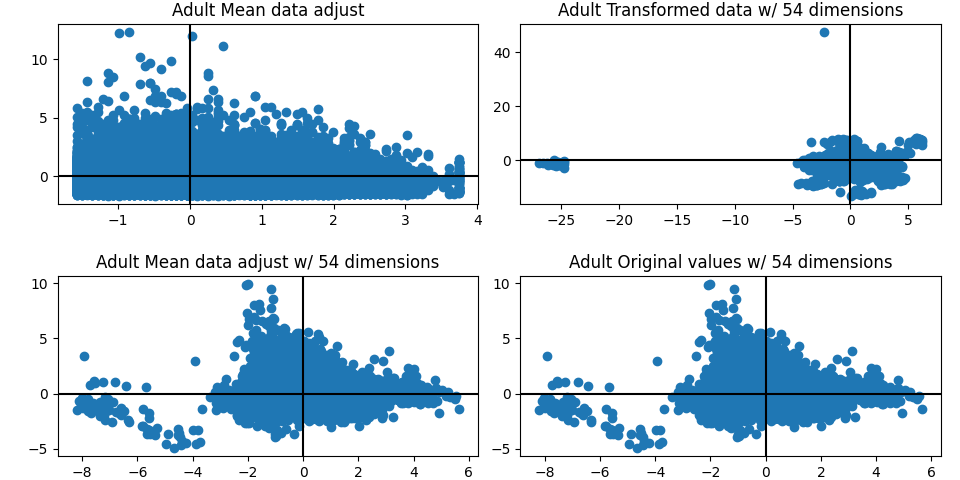 Adult Mean data adjust
10
5
0
−1 0 1 2 3 4
Adult Transformed data w/ 54 dimensions
40
20
0
−25 −20 −15 −10 −5 0 5
Adult Mean data adjust w/ 54 dimensions
10
5
0
−5
−8 −6 −4 −2 0 2 4 6
Adult Original values w/ 54 dimensions
10
5
0
−5
−8 −6 −4 −2 0 2 4 6